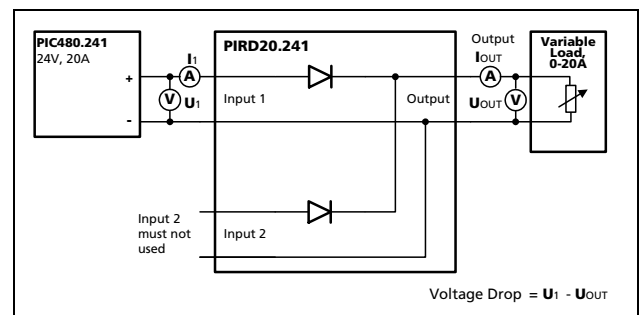 PIC480.241
24V, 20A
+
-
I1
A
V
U1
PIRD20.241
Input 1
Output
Input 2
must not
used
Input 2
Output
IOUT
A
UOUT
V
Variable
Load,
0-20A
Voltage Drop = U1 - UOUT